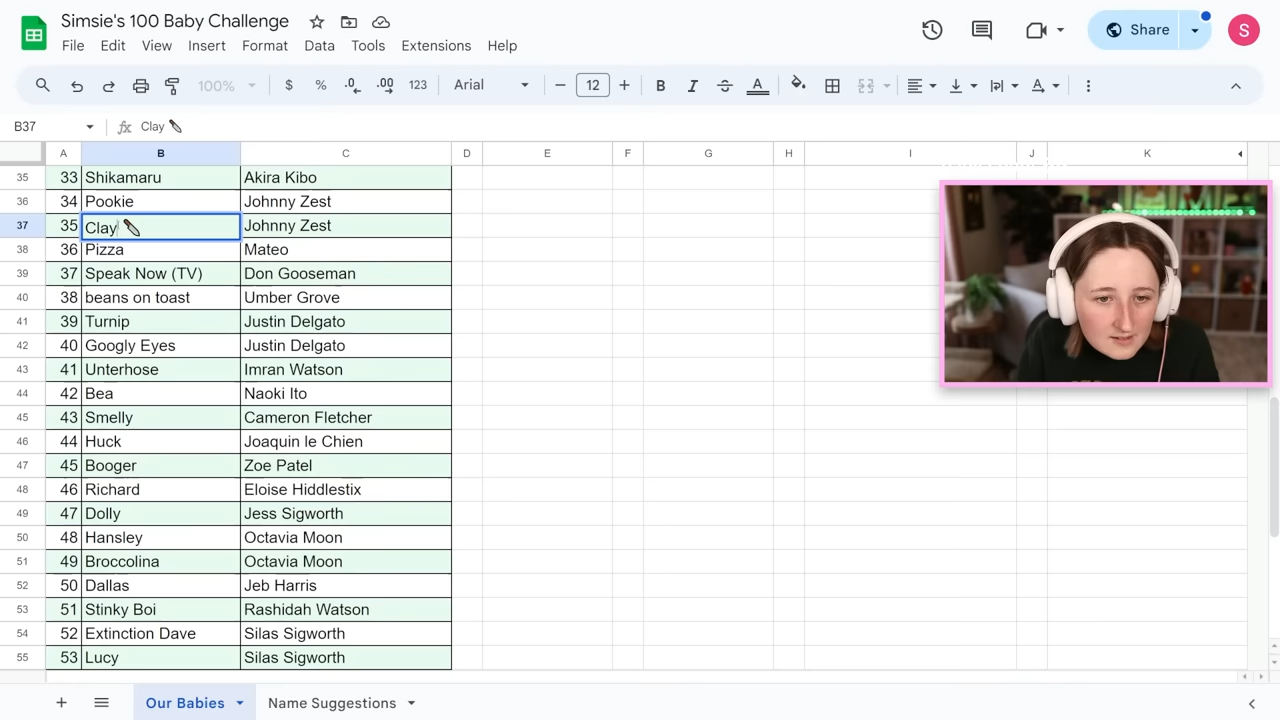 Simsie's 100 Baby Challenge
File Edit View Insert Format Data Tools Extensions Help
Share
S
100% $ % .0 .00 123 Arial 12 B I S A A
B37 fx Clay
A B C D E F G H I J K
35 33 Shikamaru Akira Kibo
36 34 Pookie Johnny Zest
37 35 Clay Johnny Zest
38 36 Pizza Mateo
39 37 Speak Now (TV) Don Gooseman
40 38 beans on toast Umber Grove
41 39 Turnip Justin Delgato
42 40 Googly Eyes Justin Delgato
43 41 Unterhose Imran Watson
44 42 Bea Naoki Ito
45 43 Smelly Cameron Fletcher
46 44 Huck Joaquin le Chien
47 45 Booger Zoe Patel
48 46 Richard Eloise Hiddlestix
49 47 Dolly Jess Sigworth
50 48 Hansley Octavia Moon
51 49 Broccolina Octavia Moon
52 50 Dallas Jeb Harris
53 51 Stinky Boi Rashidah Watson
54 52 Extinction Dave Silas Sigworth
55 53 Lucy Silas Sigworth
Our Babies Name Suggestions